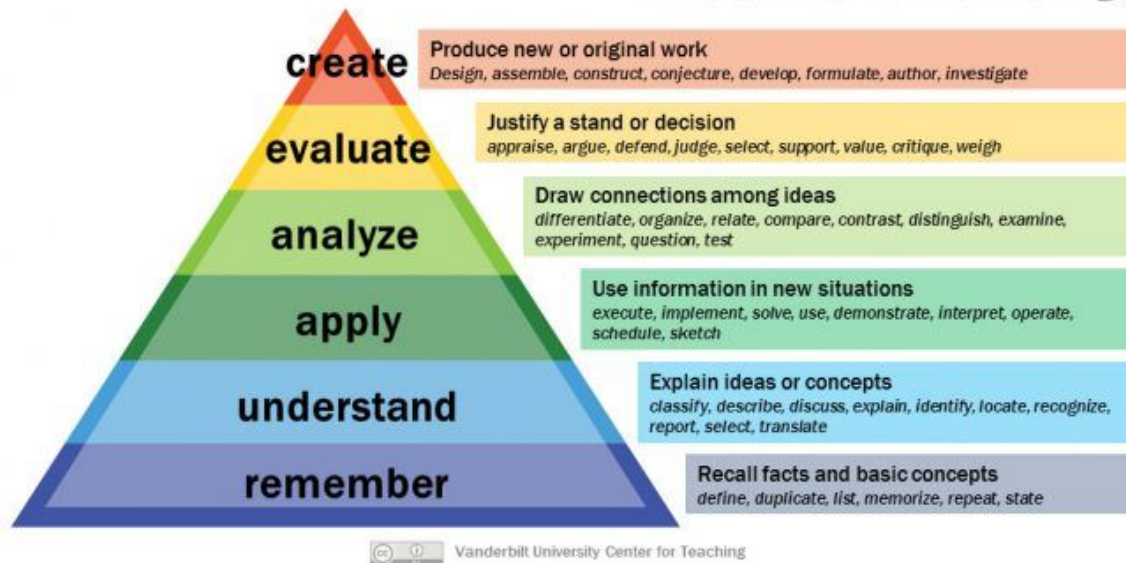 create
Produce new or original work
Design, assemble, construct, conjecture, develop, formulate, author, investigate
evaluate
Justify a stand or decision
appraise, argue, defend, judge, select, support, value, critique, weigh
analyze
Draw connections among ideas
differentiate, organize, relate, compare, contrast, distinguish, examine,
experiment, question, test
apply
Use information in new situations
execute, implement, solve, use, demonstrate, interpret, operate,
schedule, sketch
understand
Explain ideas or concepts
classify, describe, discuss, explain, identify, locate, recognize,
report, select, translate
remember
Recall facts and basic concepts
define, duplicate, list, memorize, repeat, state
cc
Vanderbilt University Center for Teaching